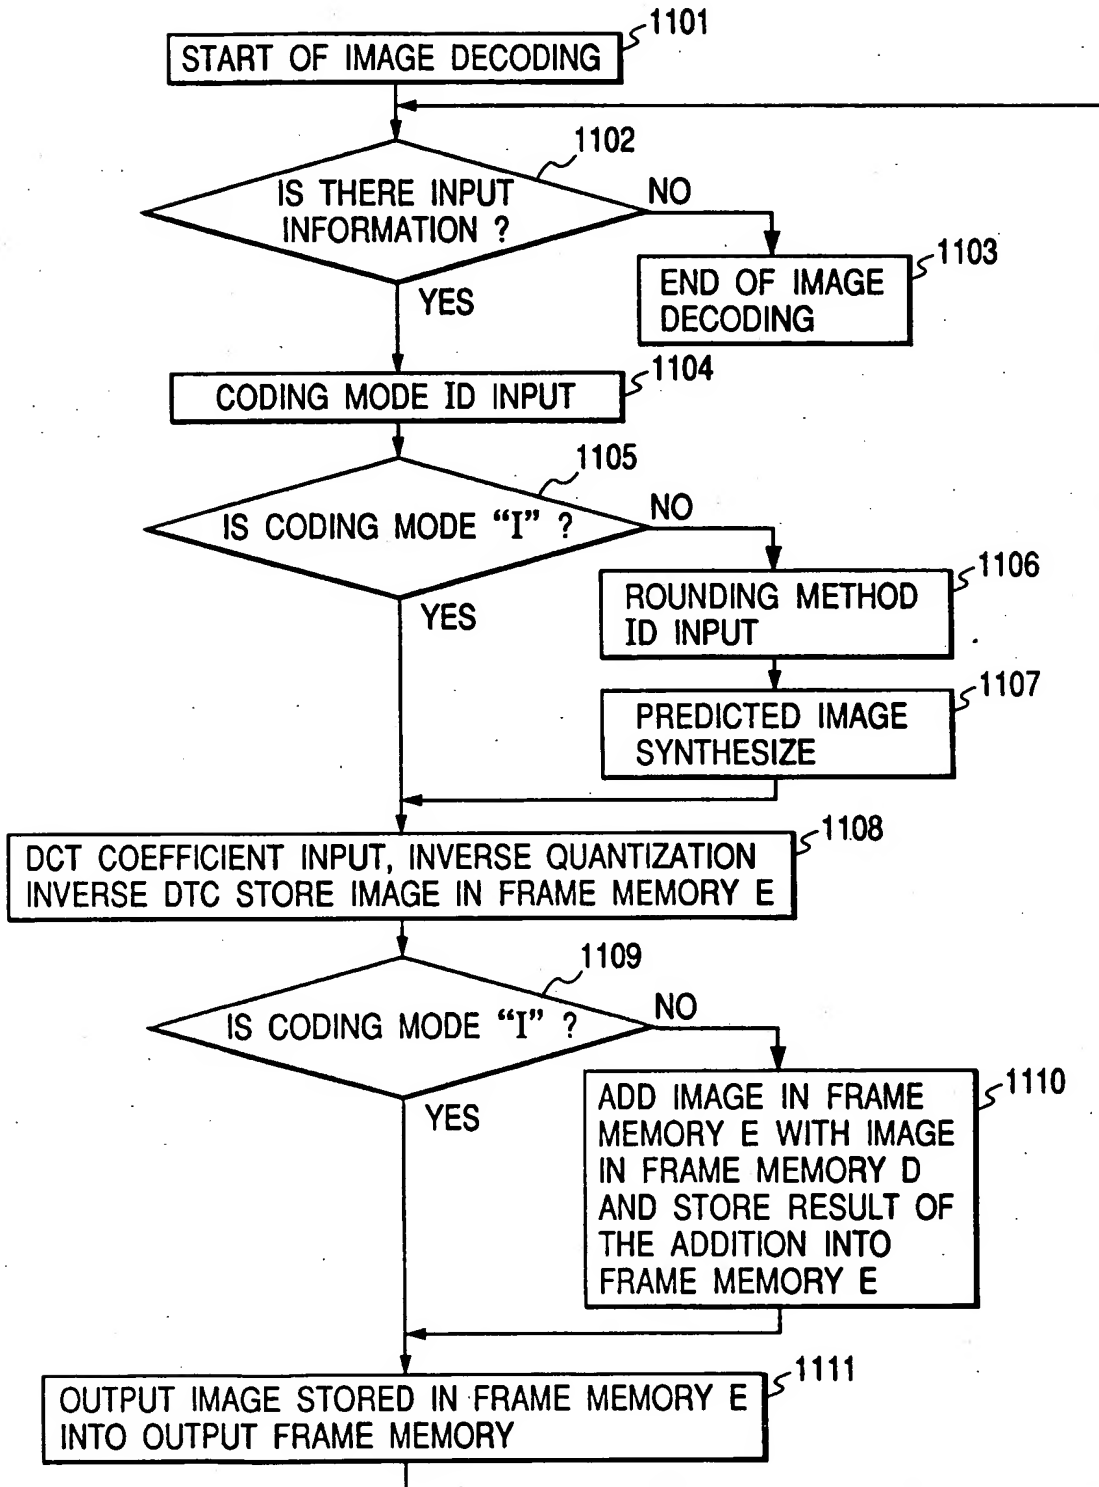 1101
START OF IMAGE DECODING
1102
IS THERE INPUT
INFORMATION ?
NO
1103
END OF IMAGE
DECODING
YES
1104
CODING MODE ID INPUT
1105
IS CODING MODE “I” ?
NO
1106
ROUNDING METHOD
ID INPUT
YES
1107
PREDICTED IMAGE
SYNTHESIZE
1108
DCT COEFFICIENT INPUT, INVERSE QUANTIZATION
INVERSE DTC STORE IMAGE IN FRAME MEMORY E
1109
IS CODING MODE “I” ?
NO
1110
ADD IMAGE IN FRAME
MEMORY E WITH IMAGE
IN FRAME MEMORY D
AND STORE RESULT OF
THE ADDITION INTO
FRAME MEMORY E
YES
1111
OUTPUT IMAGE STORED IN FRAME MEMORY E
INTO OUTPUT FRAME MEMORY